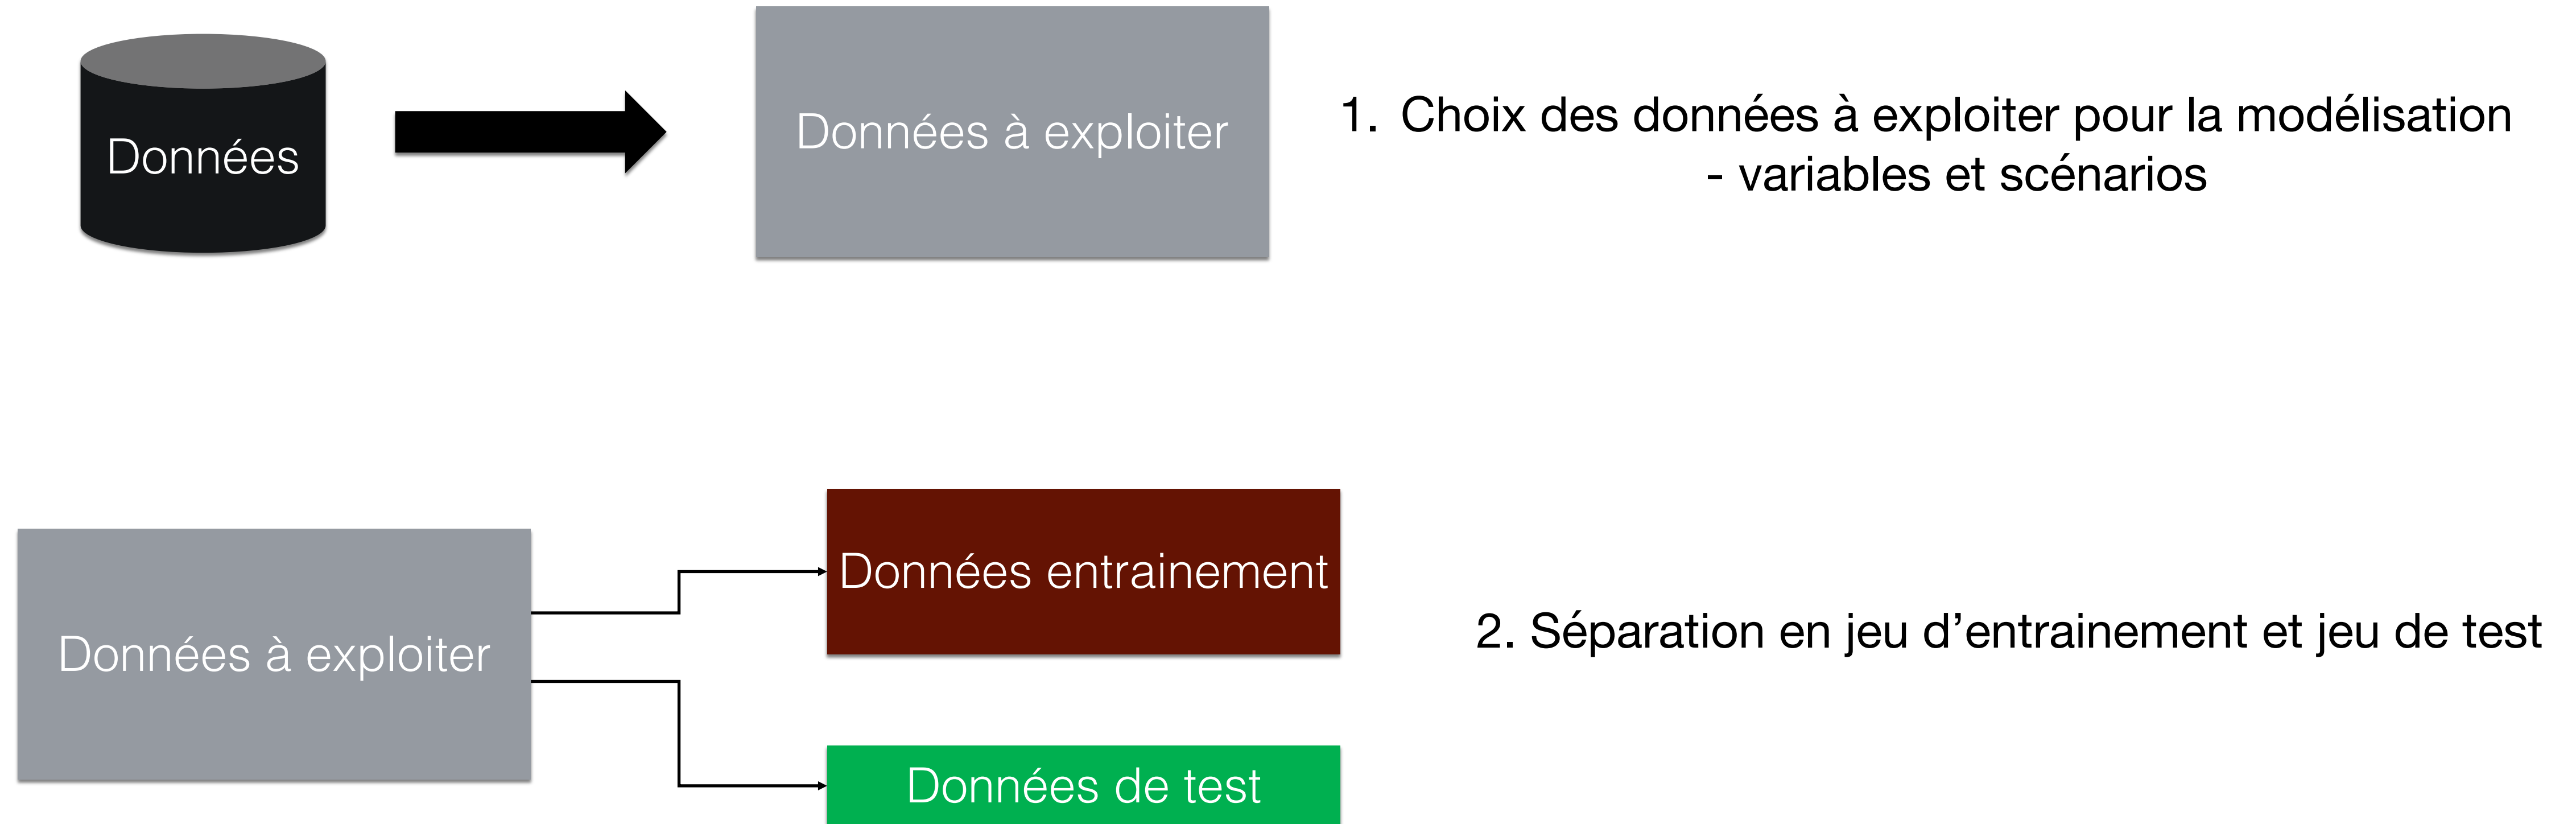 Données
Données à exploiter
1. Choix des données à exploiter pour la modélisation
- variables et scénarios
Données à exploiter
Données entrainement
Données de test
2. Séparation en jeu d’entrainement et jeu de test